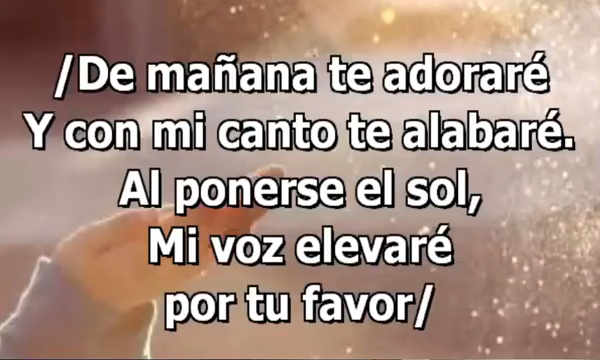 /De mañana te adoraré
Y con mi canto te alabaré.
Al ponerse el sol,
Mi voz elevaré
por tu favor/